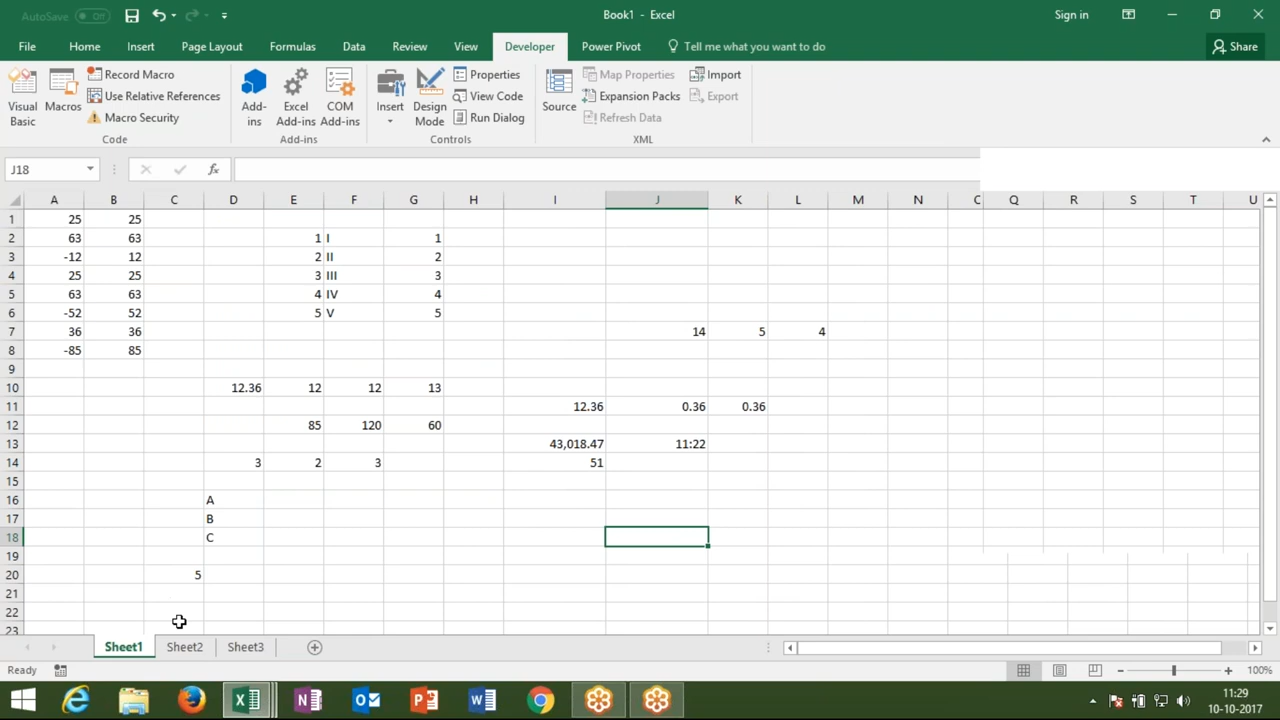 AutoSave Off Book1 - Excel Sign in
File Home Insert Page Layout Formulas Data Review View Developer Power Pivot Tell me what you want to do Share
Visual Basic Macros Record Macro Use Relative References Macro Security Code
Add-ins Excel Add-ins COM Add-ins Add-ins
Insert Design Mode Properties View Code Run Dialog Controls
Source Map Properties Expansion Packs Refresh Data Import Export XML
J18 fx
A B C D E F G H I J K L M N O Q R S T U
1 25 25
2 63 63 1 I 1
3 -12 12 2 II 2
4 25 25 3 III 3
5 63 63 4 IV 4
6 -52 52 5 V 5
7 36 36 14 5 4
8 -85 85
9
10 12.36 12 12 13
11 12.36 0.36 0.36
12 85 120 60
13 43,018.47 11:22
14 3 2 3 51
15
16 A
17 B
18 C
19
20 5
21
22
23
Sheet1 Sheet2 Sheet3
Ready 100%
11:29
10-10-2017